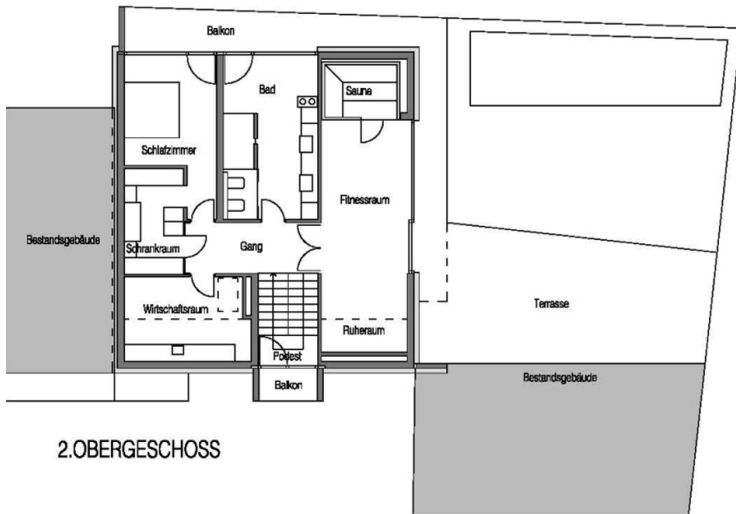 Balkon
Bad
Sauna
Schlafzimmer
Fitnessraum
Bestandsgebäude
Schrankraum
Gang
Wirtschaftsraum
Terrasse
Ruheraum
Podest
Bestandsgebäude
Balkon
2.OBERGESCHOSS